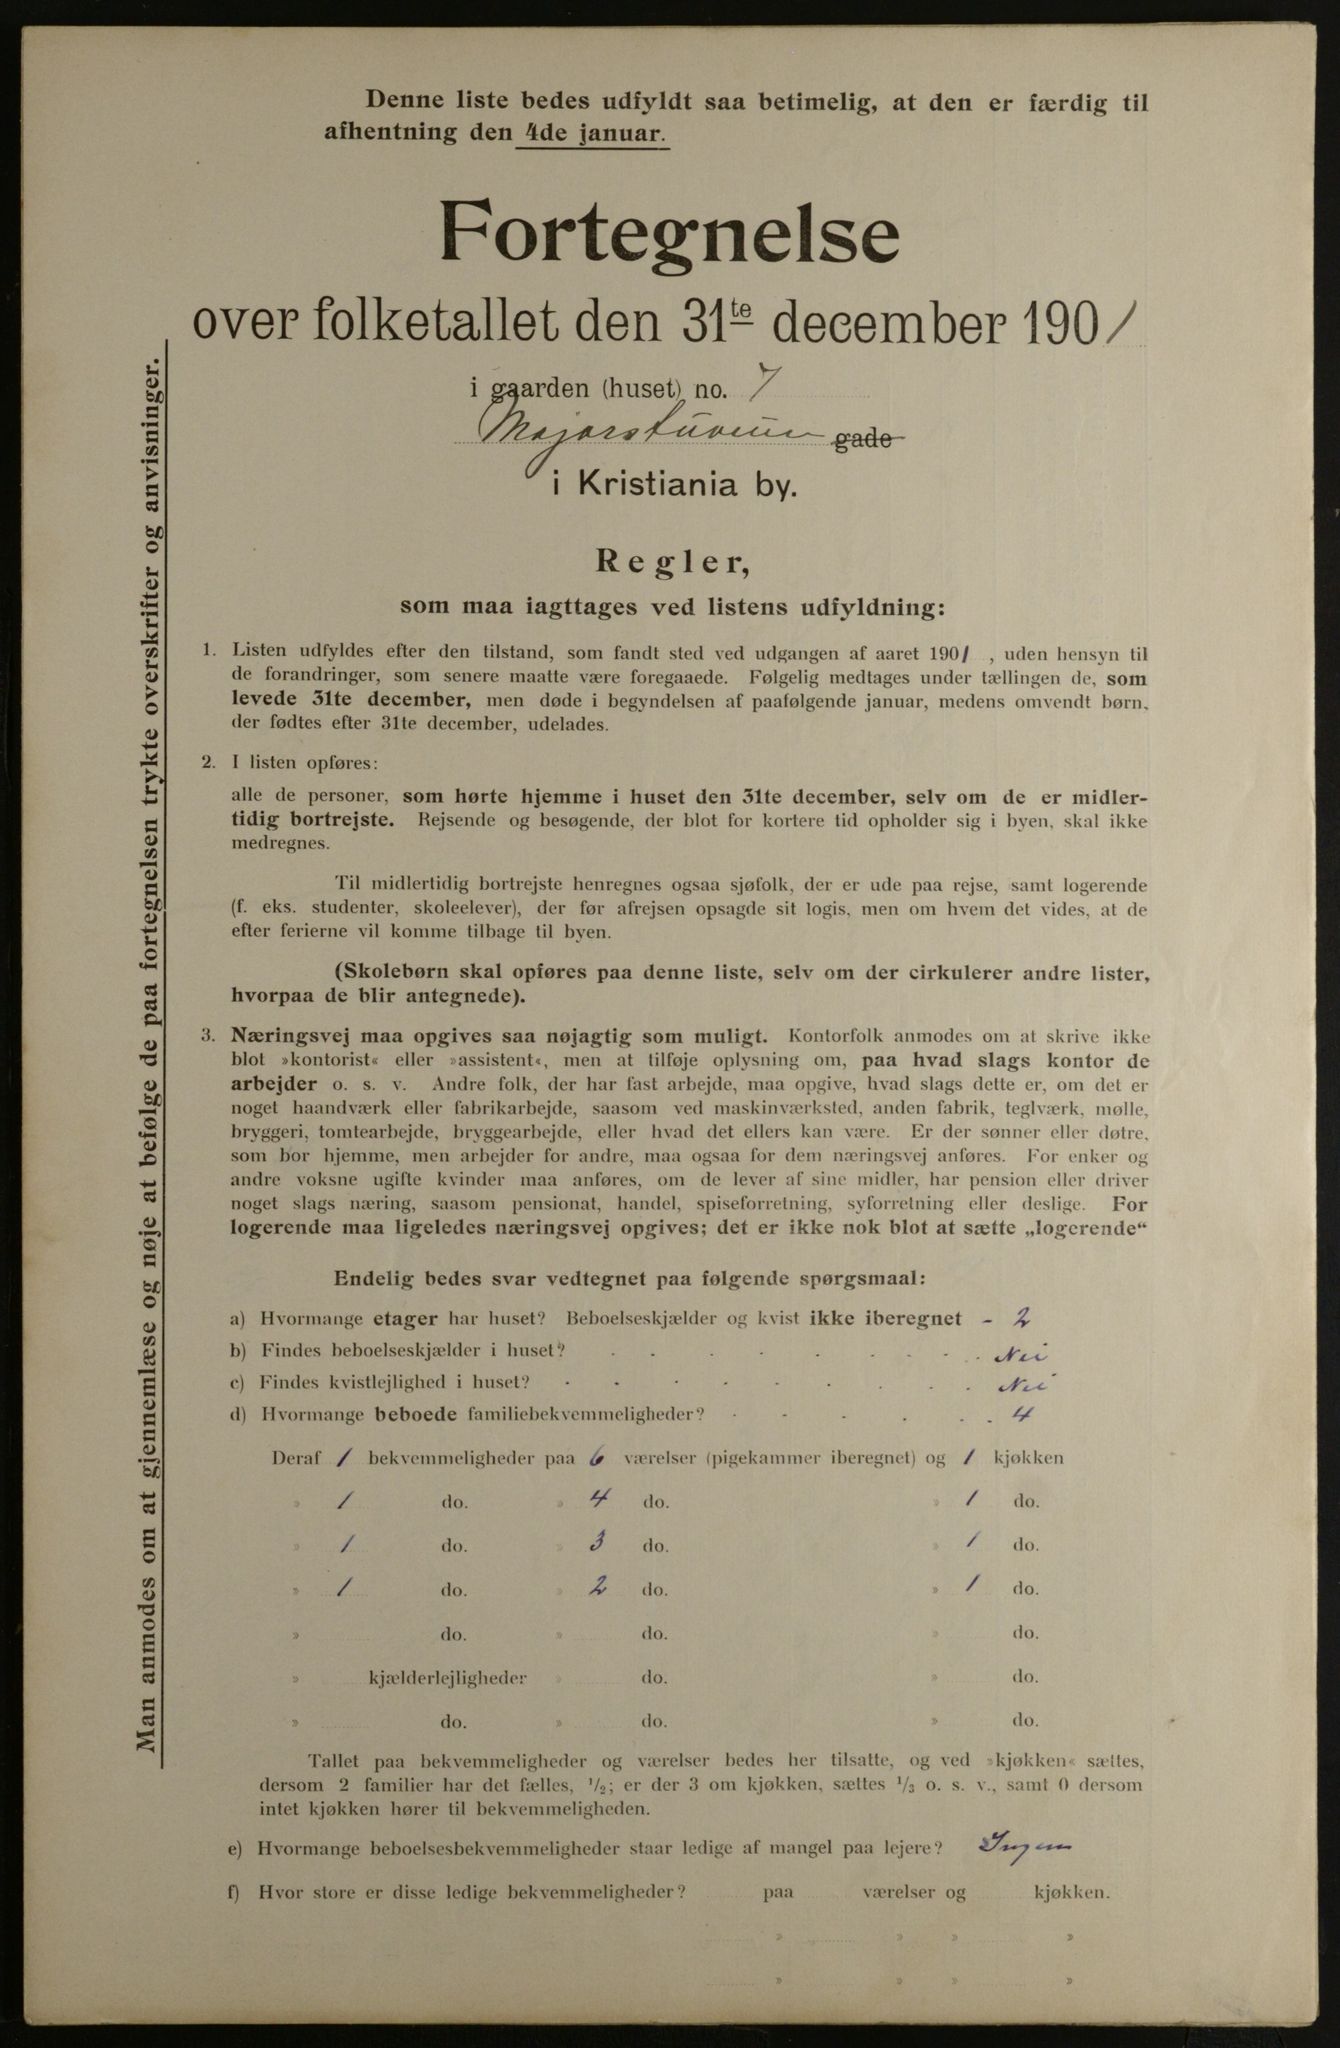 Denne liste bedes udfyldt saa betimelig, at den er færdig til
afhentning den 4de januar.
Fortegnelse
over folketallet den 31te december 1901
i gaarden (huset) no. 7
Majorstuveien gade
i Kristiania by.
Regler,
som maa iagttages ved listens udfyldning:
1. Listen udfyldes efter den tilstand, som fandt sted ved udgangen af aaret 1901 , uden hensyn til
de forandringer, som senere maatte være foregaaede. Følgelig medtages under tællingen de, som
levede 31te december, men døde i begyndelsen af paafølgende januar, medens omvendt børn,
der fødtes efter 31te december, udelades.
2. I listen opføres:
alle de personer, som hørte hjemme i huset den 31te december, selv om de er midler-
tidig bortrejste. Rejsende og besøgende, der blot for kortere tid opholder sig i byen, skal ikke
medregnes.
Til midlertidig bortrejste henregnes ogsaa sjøfolk, der er ude paa rejse, samt logerende
(f. eks. studenter, skoleelever), der før afrejsen opsagde sit logis, men om hvem det vides, at de
efter ferierne vil komme tilbage til byen.
(Skolebørn skal opføres paa denne liste, selv om der cirkulerer andre lister,
hvorpaa de blir antegnede).
3. Næringsvej maa opgives saa nøjagtig som muligt. Kontorfolk anmodes om at skrive ikke
blot »kontorist« eller »assistent«, men at tilføje oplysning om, paa hvad slags kontor de
arbejder o. s. v. Andre folk, der har fast arbejde, maa opgive, hvad slags dette er, om det er
noget haandværk eller fabrikarbejde, saasom ved maskinværksted, anden fabrik, teglværk, mølle,
bryggeri, tomtearbejde, bryggearbejde, eller hvad det ellers kan være. Er der sønner eller døtre,
som bor hjemme, men arbejder for andre, maa ogsaa for dem næringsvej anføres. For enker og
andre voksne ugifte kvinder maa anføres, om de lever af sine midler, har pension eller driver
noget slags næring, saasom pensionat, handel, spiseforretning, syforretning eller deslige. For
logerende maa ligeledes næringsvej opgives; det er ikke nok blot at sætte „logerende“
Endelig bedes svar vedtegnet paa følgende spørgsmaal:
a) Hvormange etager har huset? Beboelseskjælder og kvist ikke iberegnet - 2
b) Findes beboelseskjælder i huset? Nei
c) Findes kvistlejlighed i huset? Nei
d) Hvormange beboede familiebekvemmeligheder? 4
Deraf 1 bekvemmeligheder paa 6 værelser (pigekammer iberegnet) og 1 kjøkken
» 1 do. » 4 do. » 1 do.
» 1 do. » 3 do. » 1 do.
» 1 do. » 2 do. » 1 do.
» do. » do. » do.
» kjælderlejligheder » do. » do.
» do. » do. » do.
Tallet paa bekvemmeligheder og værelser bedes her tilsatte, og ved »kjøkken« sættes,
dersom 2 familier har det fælles, 1/2; er der 3 om kjøkken, sættes 1/3 o. s. v., samt 0 dersom
intet kjøkken hører til bekvemmeligheden.
e) Hvormange beboelsesbekvemmeligheder staar ledige af mangel paa lejere? Ingen
f) Hvor store er disse ledige bekvemmeligheder? paa værelser og kjøkken.
» » » »
» » » »
Man anmodes om at gjennemlæse og nøje at befølge de paa fortegnelsen trykte overskrifter og anvisninger.